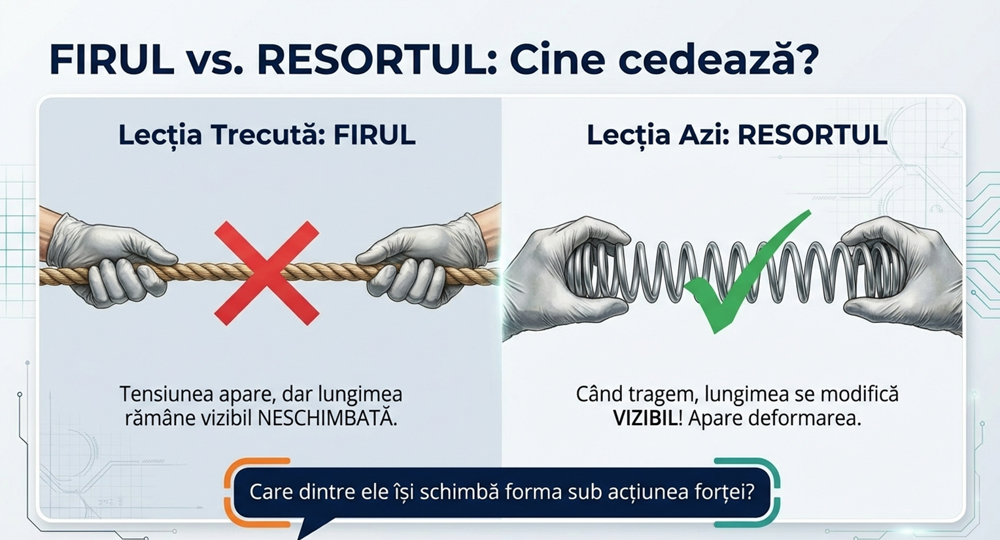 FIRUL vs. RESORTUL: Cine cedează?
Lecția Trecută: FIRUL
Tensiunea apare, dar lungimea
rămâne vizibil NESCHIMBATĂ.
Lecția Azi: RESORTUL
Când tragem, lungimea se modifică
VIZIBIL! Apare deformarea.
Care dintre ele își schimbă forma sub acțiunea forței?